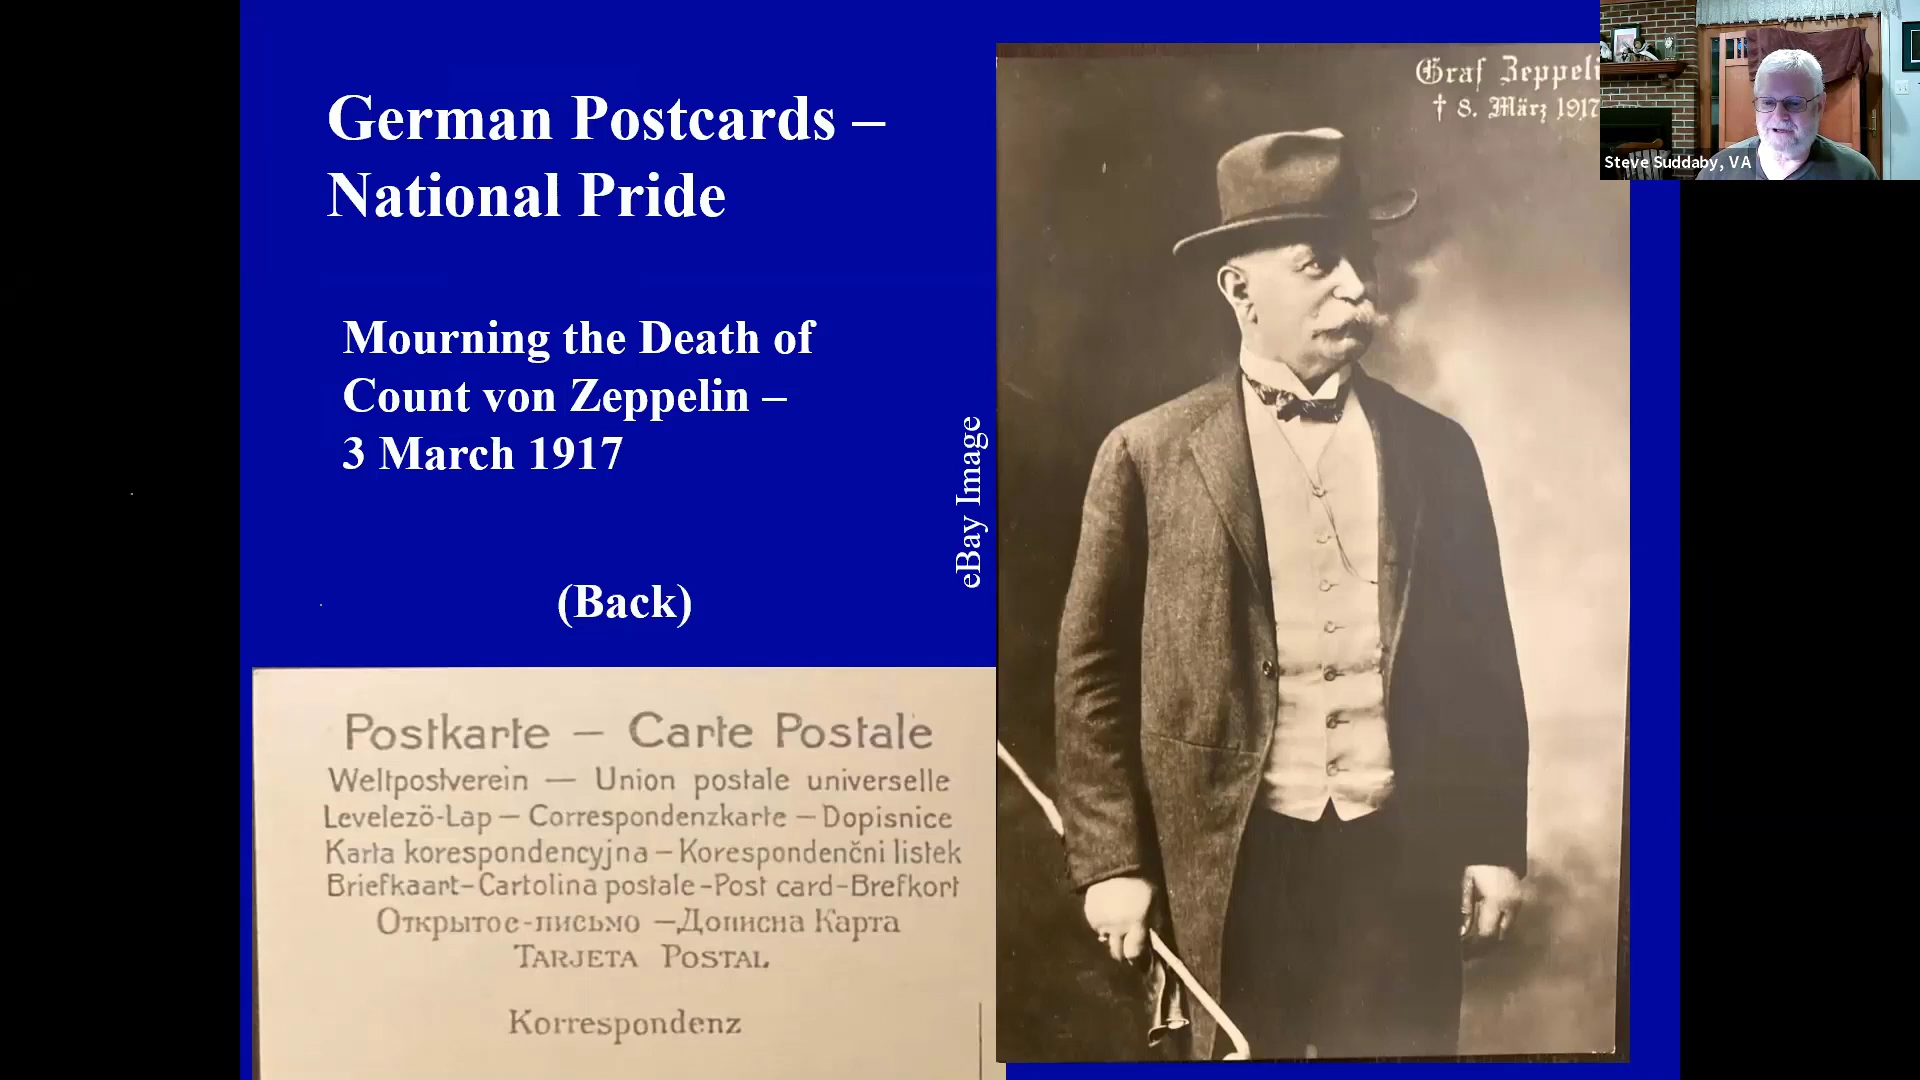 German Postcards –
National Pride
Mourning the Death of
Count von Zeppelin –
3 March 1917
(Back)
eBay Image
Postkarte – Carte Postale
Weltpostverein — Union postale universelle
Levelezö-Lap – Correspondenzkarte – Dopisnice
Karta korespondencyjna – Korespondenčni listek
Briefkaart-Cartolina postale-Post card-Brefkort
Открытое-письмо —Дописна Карта
TARJETA POSTAL
Korrespondenz
Graf Zeppeli
† 8. März 1917
Steve Suddaby, VA